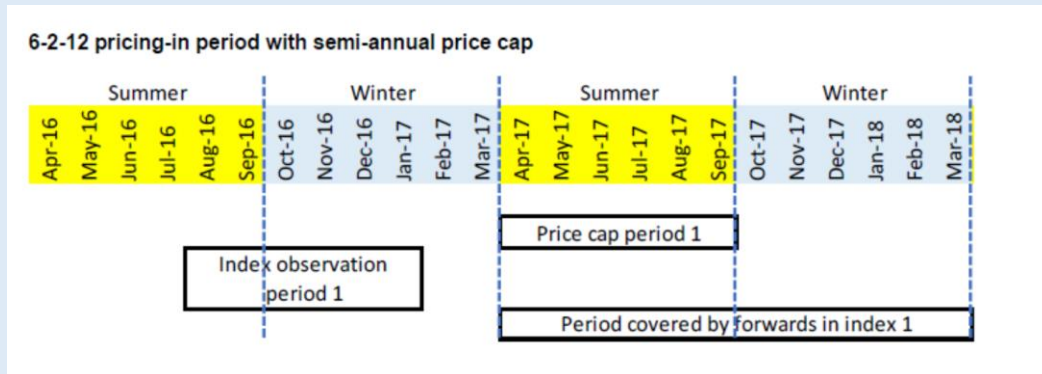 6-2-12 pricing-in period with semi-annual price cap
Summer Winter Summer Winter
Apr-16 May-16 Jun-16 Jul-16 Aug-16 Sep-16 Oct-16 Nov-16 Dec-16 Jan-17 Feb-17 Mar-17 Apr-17 May-17 Jun-17 Jul-17 Aug-17 Sep-17 Oct-17 Nov-17 Dec-17 Jan-18 Feb-18 Mar-18
Price cap period 1
Index observation
period 1
Period covered by forwards in index 1